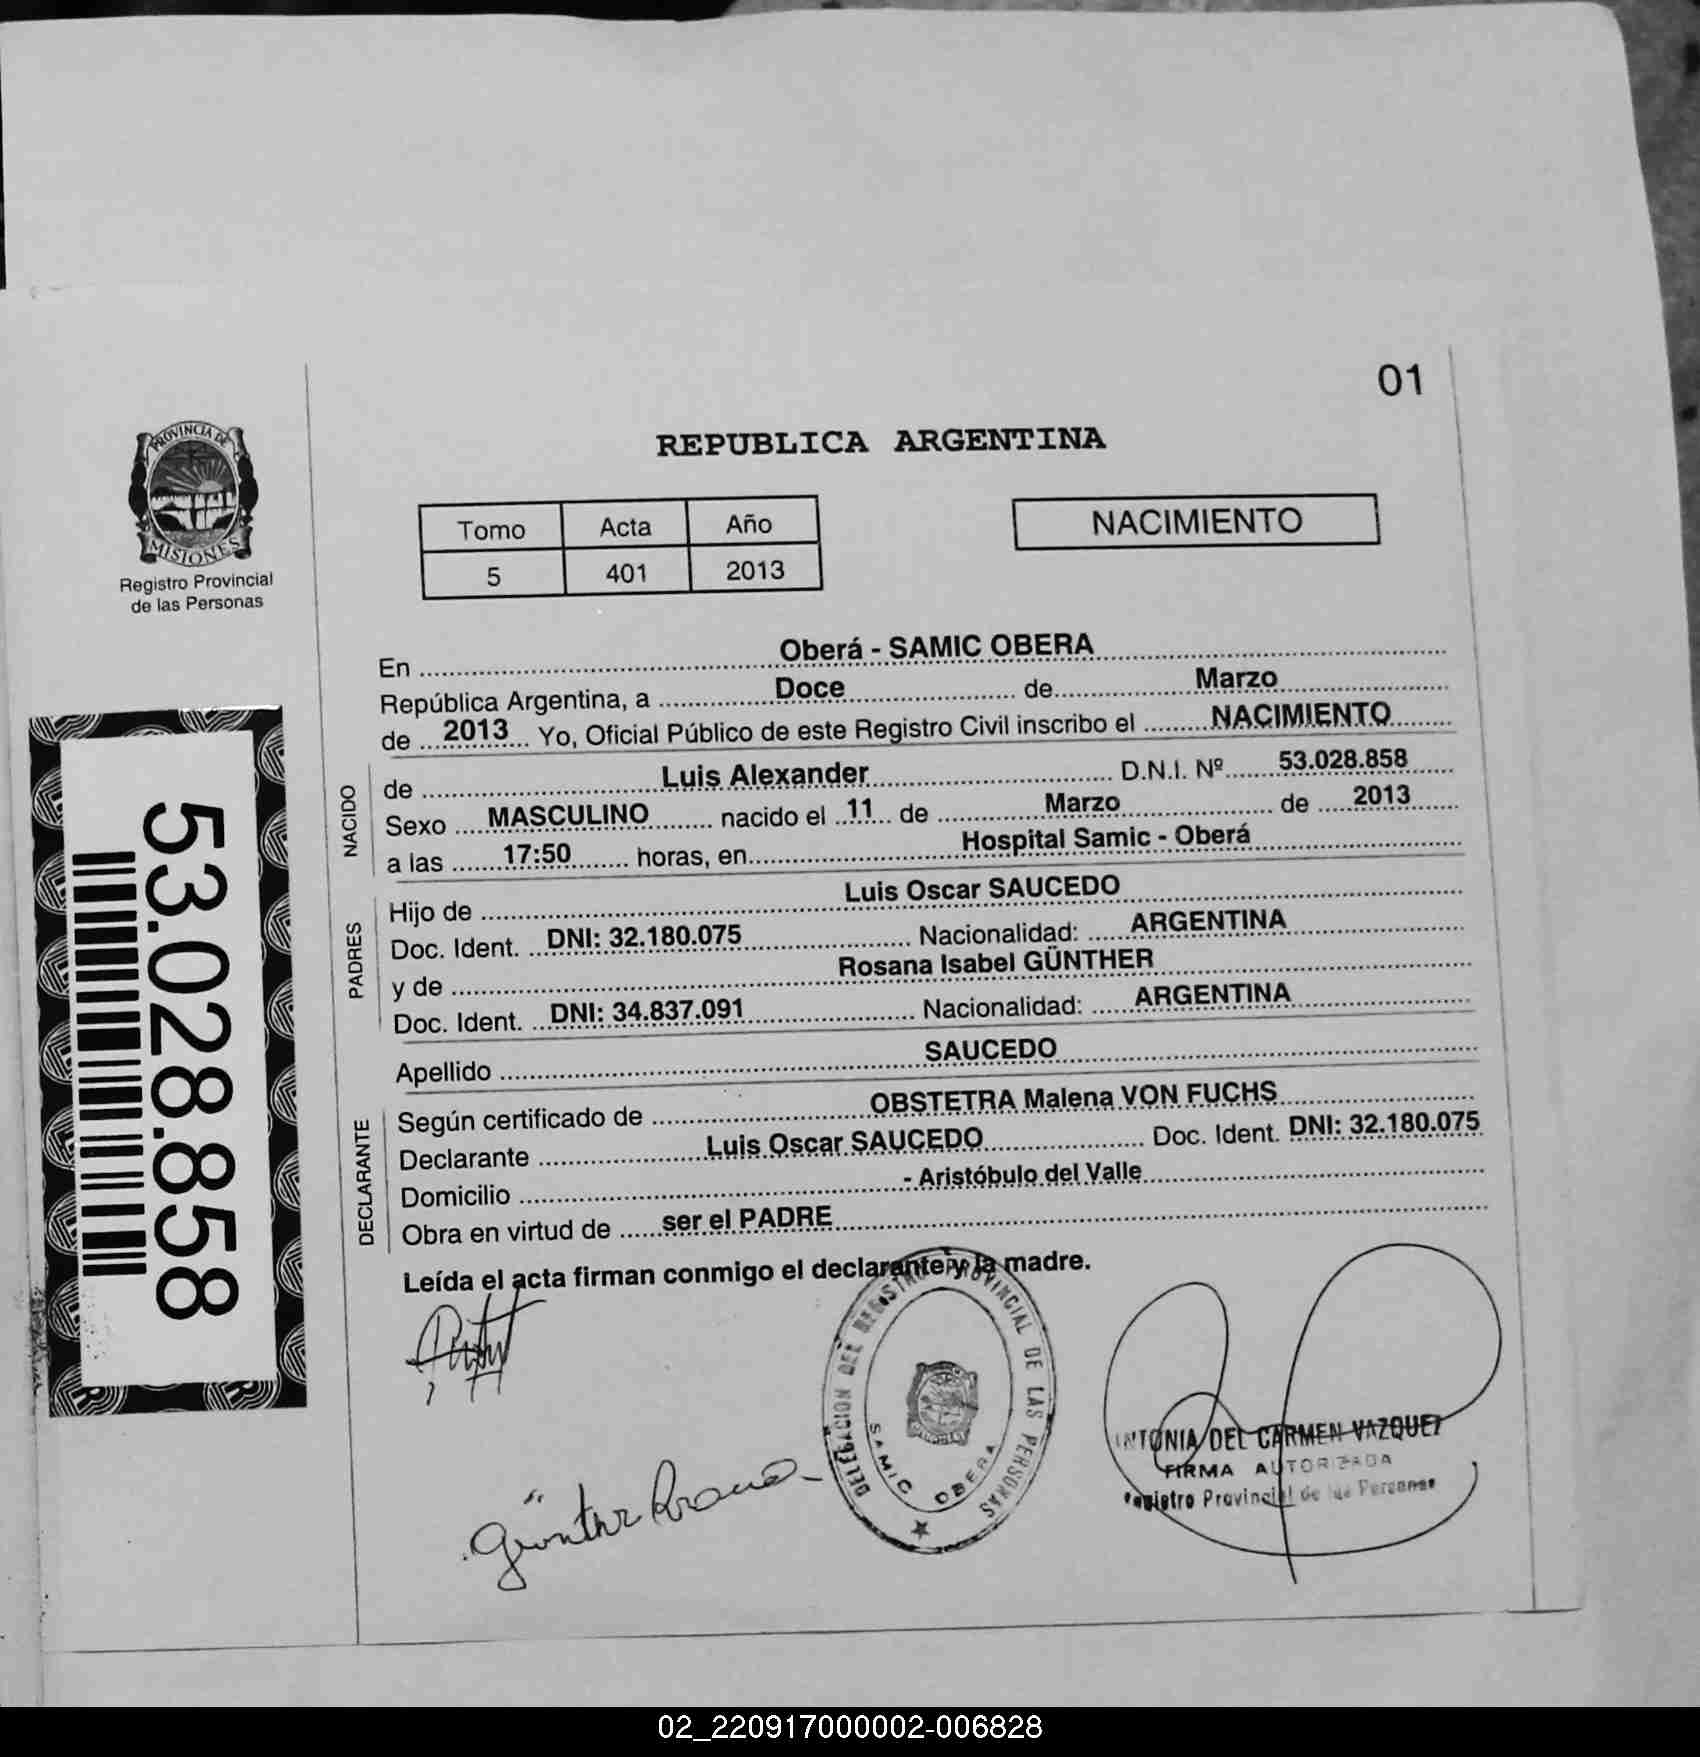 01
PROVINCIA DE
MISIONES
Registro Provincial
de las Personas
REPUBLICA ARGENTINA
Tomo Acta Año
5 401 2013
NACIMIENTO
En Oberá - SAMIC OBERA
República Argentina, a Doce de Marzo
de 2013 Yo, Oficial Público de este Registro Civil inscribo el NACIMIENTO
NACIDO
de Luis Alexander D.N.I. Nº 53.028.858
Sexo MASCULINO nacido el 11 de Marzo de 2013
a las 17:50 horas, en Hospital Samic - Oberá
PADRES
Hijo de Luis Oscar SAUCEDO
Doc. Ident. DNI: 32.180.075 Nacionalidad: ARGENTINA
y de Rosana Isabel GÜNTHER
Doc. Ident. DNI: 34.837.091 Nacionalidad: ARGENTINA
Apellido SAUCEDO
DECLARANTE
Según certificado de OBSTETRA Malena VON FUCHS
Declarante Luis Oscar SAUCEDO Doc. Ident. DNI: 32.180.075
Domicilio - Aristóbulo del Valle
Obra en virtud de ser el PADRE
Leída el acta firman conmigo el declarante y la madre.
53.028.858
DELEGACION DEL REGISTRO PROVINCIAL DE LAS PERSONAS
SAMIC OBERA
Günther Rosana
ANTONIA DEL CARMEN VAZQUEZ
FIRMA AUTORIZADA
Registro Provincial de las Personas
02_220917000002-006828